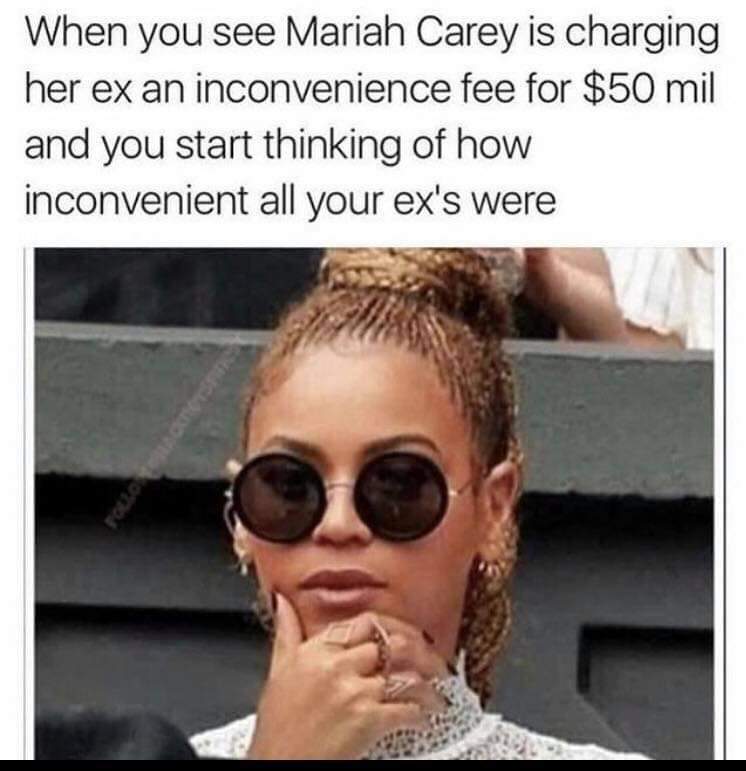 When you see Mariah Carey is charging
her ex an inconvenience fee for $50 mil
and you start thinking of how
inconvenient all your ex's were